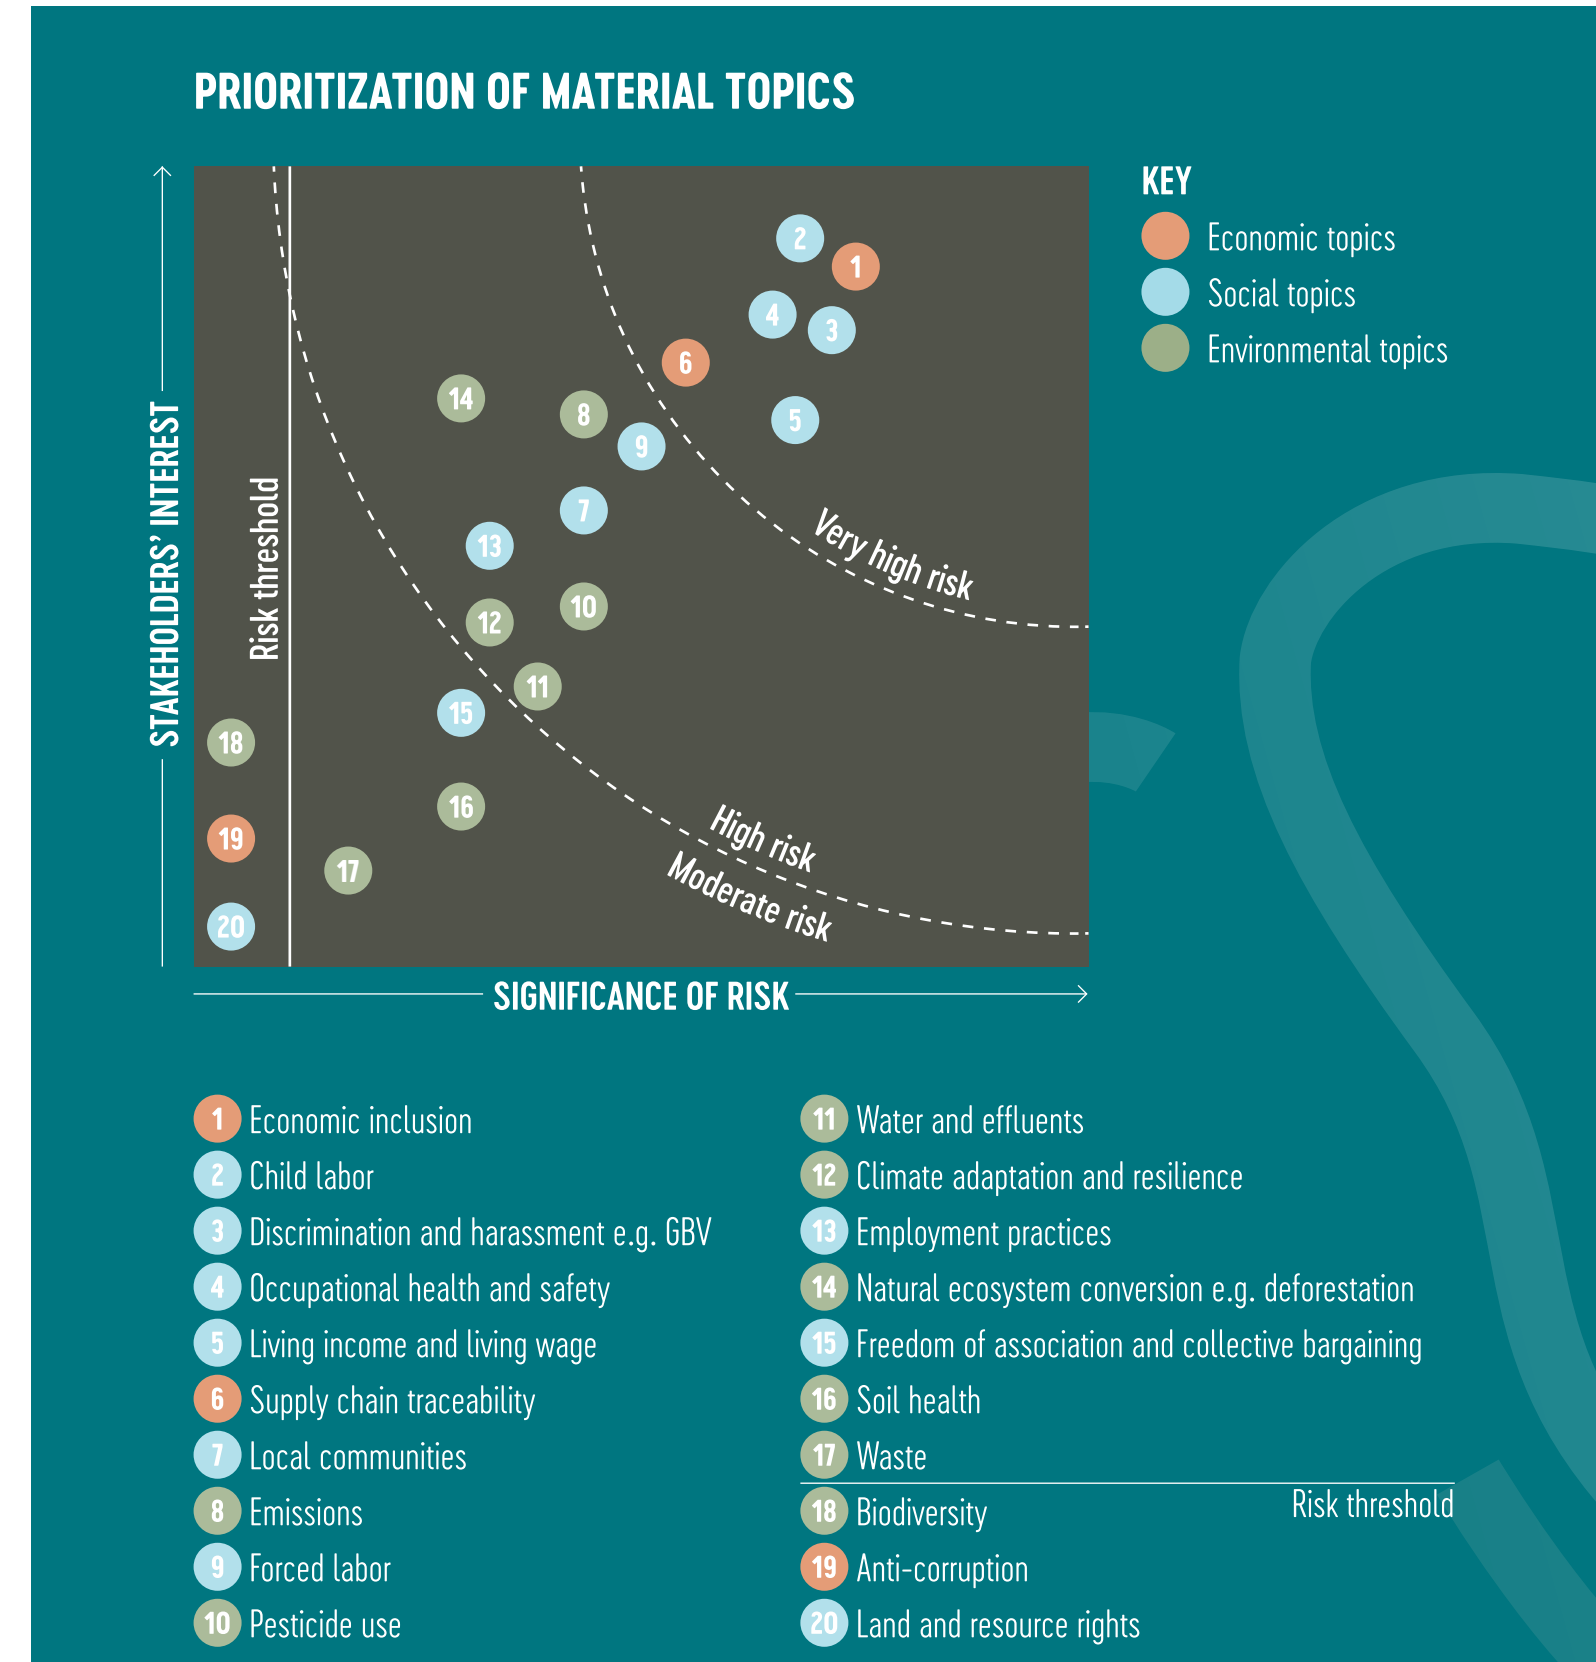 PRIORITIZATION OF MATERIAL TOPICS
STAKEHOLDERS' INTEREST
Risk threshold
2
1
4
3
6
14
8
5
9
7
13
10
12
11
15
18
16
19
17
20
Very high risk
High risk
Moderate risk
SIGNIFICANCE OF RISK
KEY
Economic topics
Social topics
Environmental topics
1 Economic inclusion
2 Child labor
3 Discrimination and harassment e.g. GBV
4 Occupational health and safety
5 Living income and living wage
6 Supply chain traceability
7 Local communities
8 Emissions
9 Forced labor
10 Pesticide use
11 Water and effluents
12 Climate adaptation and resilience
13 Employment practices
14 Natural ecosystem conversion e.g. deforestation
15 Freedom of association and collective bargaining
16 Soil health
17 Waste
Risk threshold
18 Biodiversity
19 Anti-corruption
20 Land and resource rights